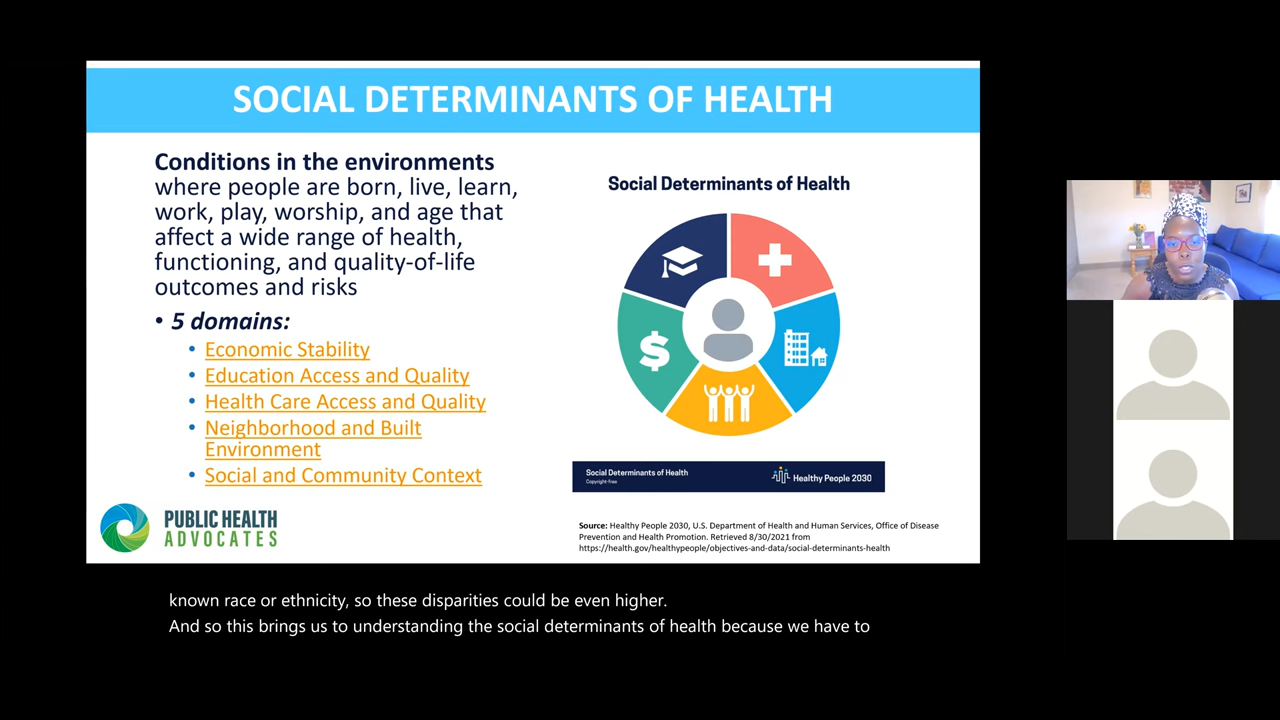 SOCIAL DETERMINANTS OF HEALTH
Conditions in the environments
where people are born, live, learn,
work, play, worship, and age that
affect a wide range of health,
functioning, and quality-of-life
outcomes and risks
• 5 domains:
• Economic Stability
• Education Access and Quality
• Health Care Access and Quality
• Neighborhood and Built
Environment
• Social and Community Context
PUBLIC HEALTH
ADVOCATES
Social Determinants of Health
$
Social Determinants of Health
Copyright-free
Healthy People 2030
Source: Healthy People 2030, U.S. Department of Health and Human Services, Office of Disease
Prevention and Health Promotion. Retrieved 8/30/2021 from
https://health.gov/healthypeople/objectives-and-data/social-determinants-health
known race or ethnicity, so these disparities could be even higher.
And so this brings us to understanding the social determinants of health because we have to